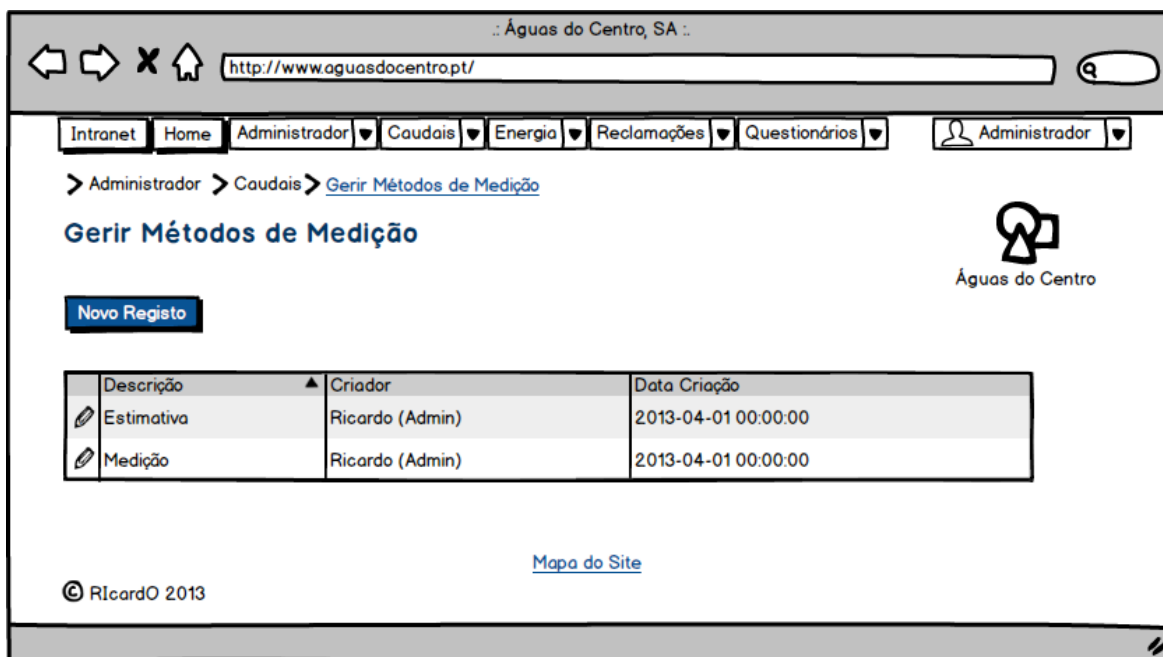 .: Águas do Centro, SA :.
http://www.aguasdocentro.pt/
Intranet Home Administrador Caudais Energia Reclamações Questionários Administrador
Administrador Caudais Gerir Métodos de Medição
Gerir Métodos de Medição
Águas do Centro
Novo Registo
Descrição Criador Data Criação
Estimativa Ricardo (Admin) 2013-04-01 00:00:00
Medição Ricardo (Admin) 2013-04-01 00:00:00
Mapa do Site
© RIcardO 2013